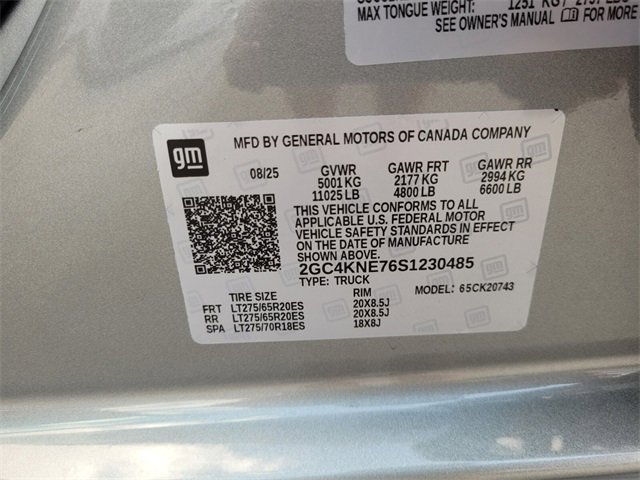 MAX TONGUE WEIGHT: 1251 KG /
SEE OWNER'S MANUAL FOR MORE
gm
MFD BY GENERAL MOTORS OF CANADA COMPANY
08/25 GVWR GAWR FRT GAWR RR
5001 KG 2177 KG 2994 KG
11025 LB 4800 LB 6600 LB
THIS VEHICLE CONFORMS TO ALL
APPLICABLE U.S. FEDERAL MOTOR
VEHICLE SAFETY STANDARDS IN EFFECT
ON THE DATE OF MANUFACTURE
SHOWN ABOVE.
2GC4KNE76S1230485
TYPE: TRUCK MODEL: 65CK20743
TIRE SIZE RIM
FRT LT275/65R20ES 20X8.5J
RR LT275/65R20ES 20X8.5J
SPA LT275/70R18ES 18X8J